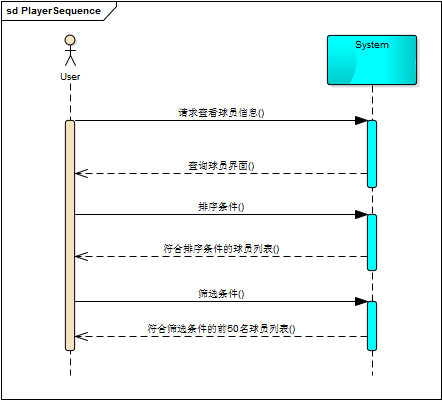 sd PlayerSequence
User
System
请求查看球员信息()
查询球员界面()
排序条件()
符合排序条件的球员列表()
筛选条件()
符合筛选条件的前50名球员列表()